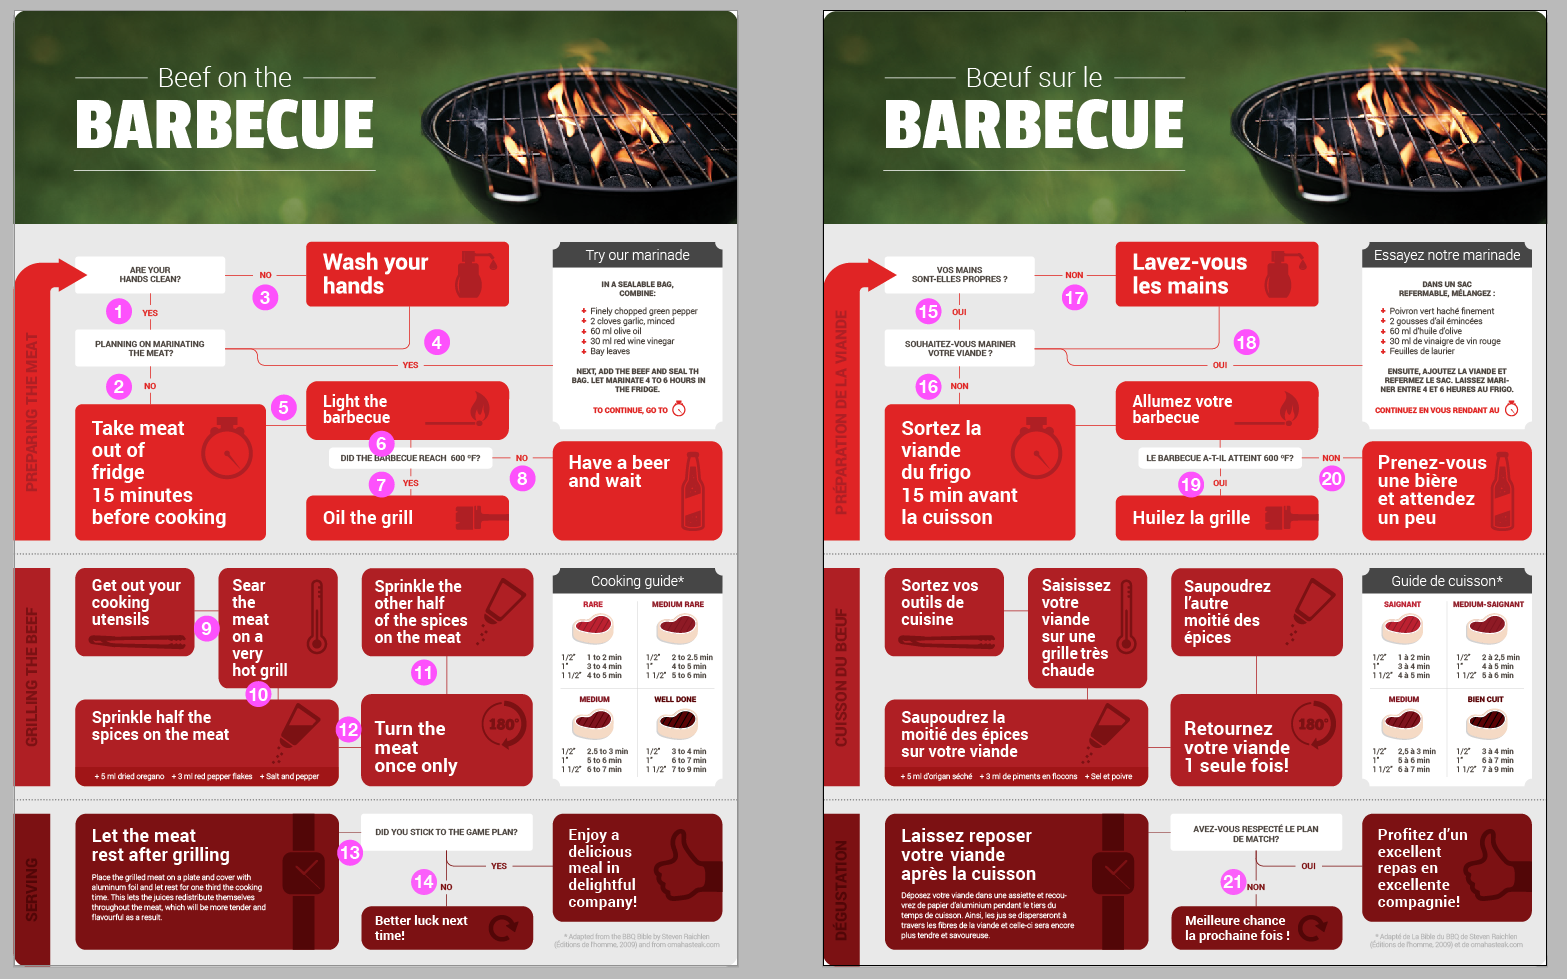 Beef on the
BARBECUE
PREPARING THE MEAT
ARE YOUR
HANDS CLEAN?
NO
3
Wash your
hands
1
YES
4
PLANNING ON MARINATING
THE MEAT?
YES
2
NO
5
Take meat
out of
fridge
15 minutes
before cooking
Light the
barbecue
6
DID THE BARBECUE REACH 600 ºF?
NO
8
7
YES
Oil the grill
Try our marinade
IN A SEALABLE BAG,
COMBINE:
+ Finely chopped green pepper
+ 2 cloves garlic, minced
+ 60 ml olive oil
+ 30 ml red wine vinegar
+ Bay leaves
NEXT, ADD THE BEEF AND SEAL TH
BAG. LET MARINATE 4 TO 6 HOURS IN
THE FRIDGE.
TO CONTINUE, GO TO
Have a beer
and wait
GRILLING THE BEEF
Get out your
cooking
utensils
9
Sear
the
meat
on a
very
hot grill
10
Sprinkle the
other half
of the spices
on the meat
11
Sprinkle half the
spices on the meat
+ 5 ml dried oregano + 3 ml red pepper flakes + Salt and pepper
12
Turn the
meat
once only
180°
Cooking guide*
RARE
1/2" 1 to 2 min
1" 3 to 4 min
1 1/2" 4 to 5 min
MEDIUM RARE
1/2" 2 to 2.5 min
1" 4 to 5 min
1 1/2" 5 to 6 min
MEDIUM
1/2" 2.5 to 3 min
1" 5 to 6 min
1 1/2" 6 to 7 min
WELL DONE
1/2" 3 to 4 min
1" 6 to 7 min
1 1/2" 7 to 9 min
SERVING
Let the meat
rest after grilling
Place the grilled meat on a plate and cover with
aluminum foil and let rest for one third the cooking
time. This lets the juices redistribute themselves
throughout the meat, which will be more tender and
flavourful as a result.
13
DID YOU STICK TO THE GAME PLAN?
YES
14
NO
Better luck next
time!
Enjoy a
delicious
meal in
delightful
company!
* Adapted from the BBQ Bible by Steven Raichlen
(Éditions de l'homme, 2009) and from omahasteak.com
Bœuf sur le
BARBECUE
PRÉPARATION DE LA VIANDE
VOS MAINS
SONT-ELLES PROPRES ?
NON
17
Lavez-vous
les mains
15
OUI
18
SOUHAITEZ-VOUS MARINER
VOTRE VIANDE ?
OUI
16
NON
Sortez la
viande
du frigo
15 min avant
la cuisson
Allumez votre
barbecue
LE BARBECUE A-T-IL ATTEINT 600 ºF?
NON
20
19
OUI
Huilez la grille
Essayez notre marinade
DANS UN SAC
REFERMABLE, MÉLANGEZ :
+ Poivron vert haché finement
+ 2 gousses d'ail émincées
+ 60 ml d'huile d'olive
+ 30 ml de vinaigre de vin rouge
+ Feuilles de laurier
ENSUITE, AJOUTEZ LA VIANDE ET
REFERMEZ LE SAC. LAISSEZ MARI-
NER ENTRE 4 ET 6 HEURES AU FRIGO.
CONTINUEZ EN VOUS RENDANT AU
Prenez-vous
une bière
et attendez
un peu
CUISSON DU BŒUF
Sortez vos
outils de
cuisine
Saisissez
votre
viande
sur une
grille très
chaude
Saupoudrez
l'autre
moitié des
épices
Saupoudrez la
moitié des épices
sur votre viande
+ 5 ml d'origan séché + 3 ml de piments en flocons + Sel et poivre
Retournez
votre viande
1 seule fois!
180°
Guide de cuisson*
SAIGNANT
1/2" 1 à 2 min
1" 3 à 4 min
1 1/2" 4 à 5 min
MEDIUM-SAIGNANT
1/2" 2 à 2,5 min
1" 4 à 5 min
1 1/2" 5 à 6 min
MEDIUM
1/2" 2,5 à 3 min
1" 5 à 6 min
1 1/2" 6 à 7 min
BIEN CUIT
1/2" 3 à 4 min
1" 6 à 7 min
1 1/2" 7 à 9 min
DÉGUSTATION
Laissez reposer
votre viande
après la cuisson
Déposez votre viande dans une assiette et recou-
vrez de papier d'aluminium pendant le tiers du
temps de cuisson. Ainsi, les jus se disperseront à
travers les fibres de la viande et celle-ci sera encore
plus tendre et savoureuse.
AVEZ-VOUS RESPECTÉ LE PLAN
DE MATCH?
OUI
21
NON
Meilleure chance
la prochaine fois !
Profitez d'un
excellent
repas en
excellente
compagnie!
* Adapté de La Bible du BBQ de Steven Raichlen
(Éditions de l'homme, 2009) et de omahasteak.com